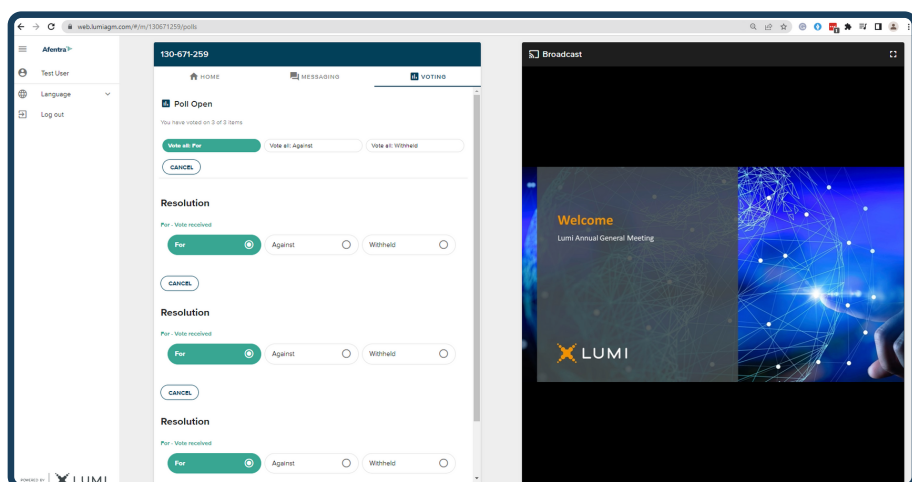 web.lumiagm.com/#/m/130671259/polls
Afentra
Test User
Language
Log out
POWERED BY LUMI
130-671-259
HOME MESSAGING VOTING
Poll Open
You have voted on 3 of 3 items
Vote all: For Vote all: Against Vote all: Withheld
CANCEL
Resolution
For - Vote received
For Against Withheld
CANCEL
Resolution
For - Vote received
For Against Withheld
CANCEL
Resolution
For - Vote received
For Against Withheld
Broadcast
Welcome
Lumi Annual General Meeting
LUMI